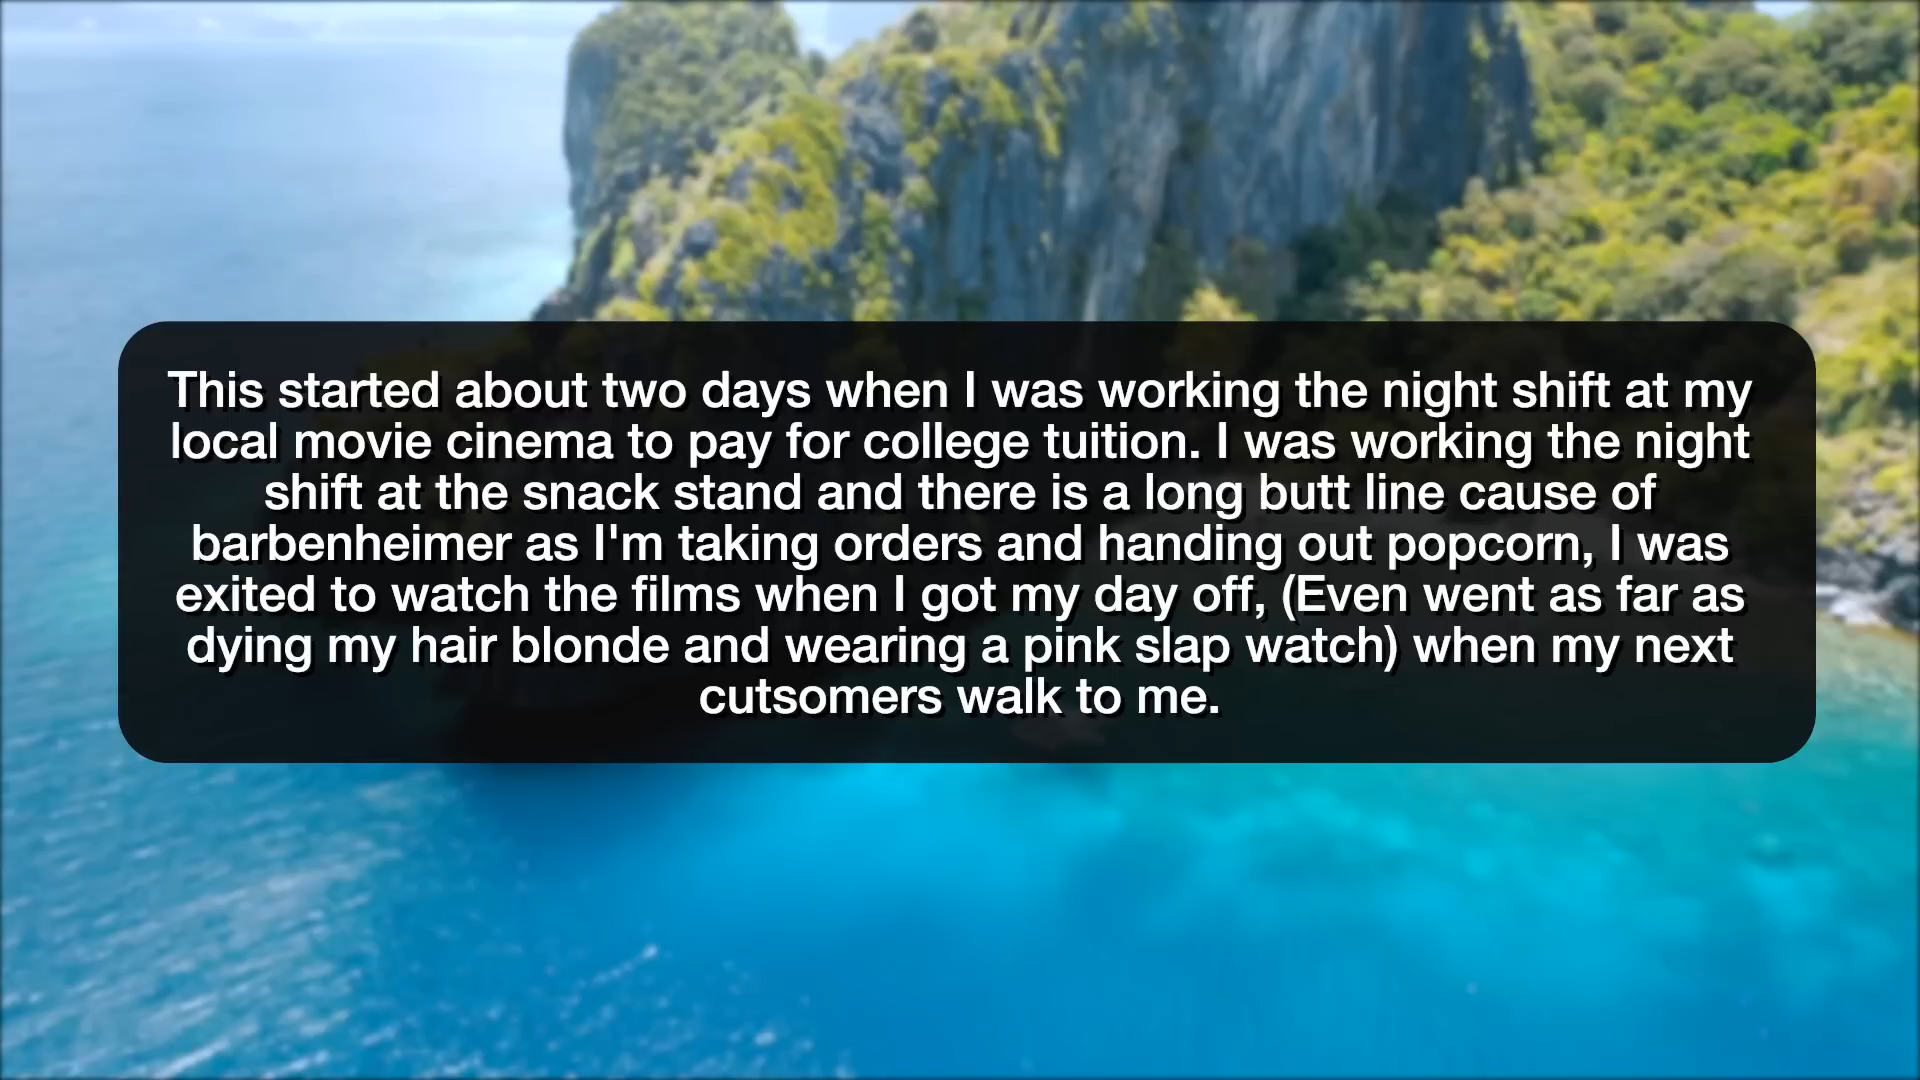 This started about two days when I was working the night shift at my
local movie cinema to pay for college tuition. I was working the night
shift at the snack stand and there is a long butt line cause of
barbenheimer as I'm taking orders and handing out popcorn, I was
exited to watch the films when I got my day off, (Even went as far as
dying my hair blonde and wearing a pink slap watch) when my next
cutsomers walk to me.